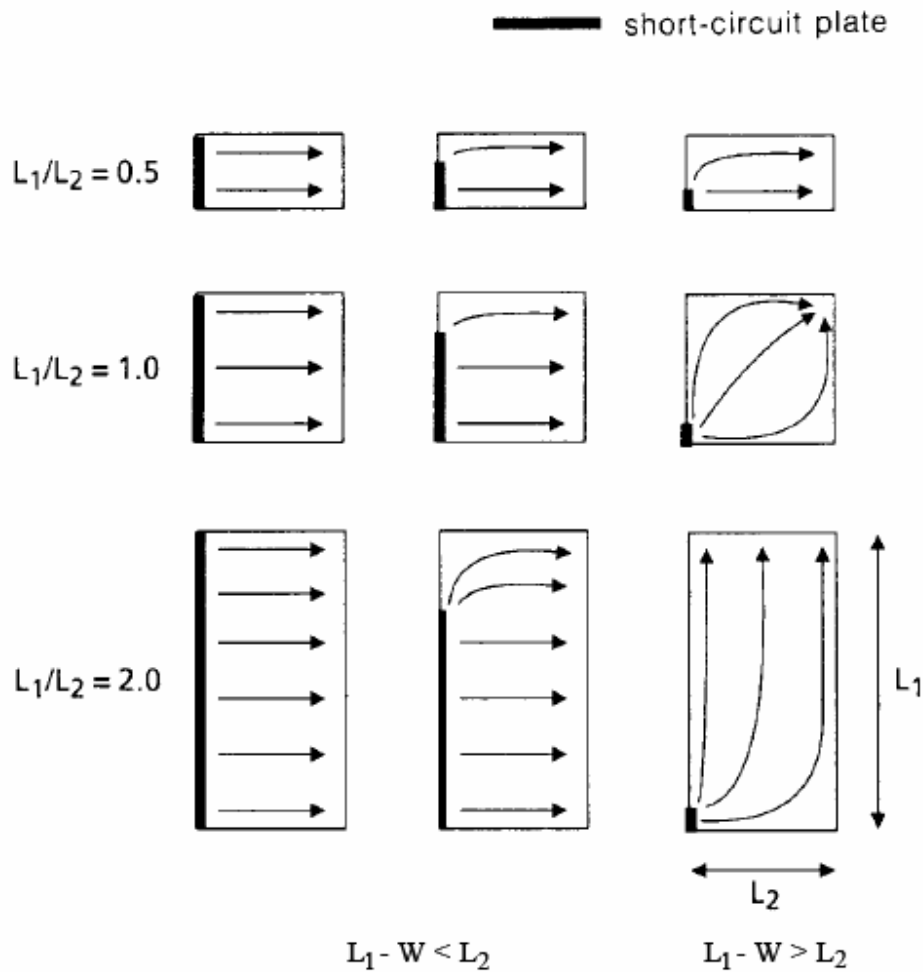 short-circuit plate
L₁/L₂ = 0.5
L₁/L₂ = 1.0
L₁/L₂ = 2.0
L₁
L₂
L₁ - W < L₂
L₁ - W > L₂